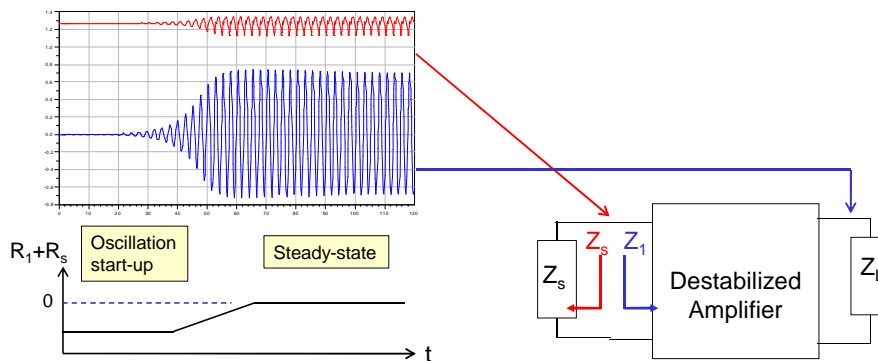 1.4
1.2
1.0
0.8
0.6
0.4
0.2
0.0
-0.2
-0.4
-0.6
-0.8
0 10 20 30 40 50 60 70 80 90 100 110 120
R₁+Rₛ
Oscillation
start-up
Steady-state
0
t
Zₛ
Zₛ Z₁
Destabilized
Amplifier